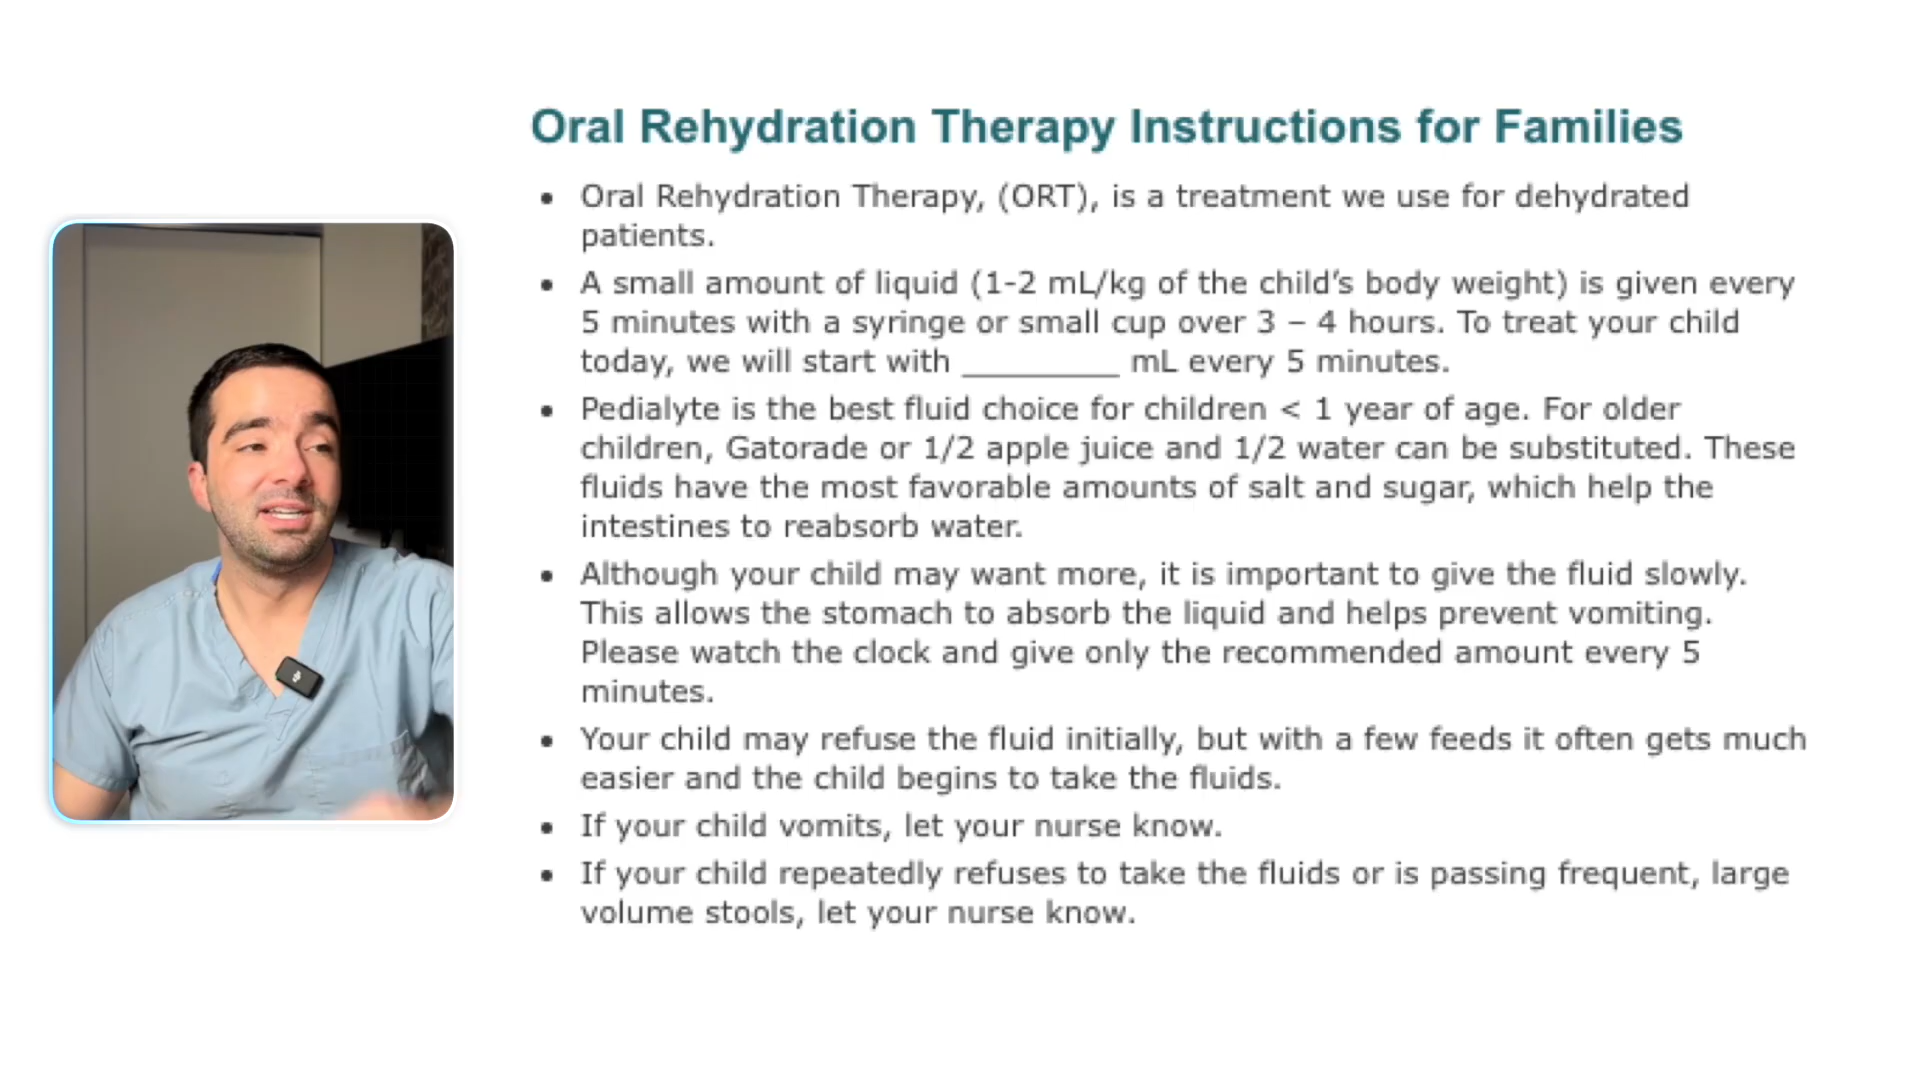 Oral Rehydration Therapy Instructions for Families
• Oral Rehydration Therapy, (ORT), is a treatment we use for dehydrated
patients.
• A small amount of liquid (1-2 mL/kg of the child's body weight) is given every
5 minutes with a syringe or small cup over 3 – 4 hours. To treat your child
today, we will start with _________ mL every 5 minutes.
• Pedialyte is the best fluid choice for children < 1 year of age. For older
children, Gatorade or 1/2 apple juice and 1/2 water can be substituted. These
fluids have the most favorable amounts of salt and sugar, which help the
intestines to reabsorb water.
• Although your child may want more, it is important to give the fluid slowly.
This allows the stomach to absorb the liquid and helps prevent vomiting.
Please watch the clock and give only the recommended amount every 5
minutes.
• Your child may refuse the fluid initially, but with a few feeds it often gets much
easier and the child begins to take the fluids.
• If your child vomits, let your nurse know.
• If your child repeatedly refuses to take the fluids or is passing frequent, large
volume stools, let your nurse know.